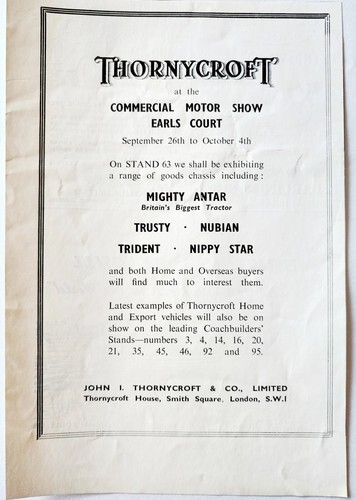 THORNYCROFT
at the
COMMERCIAL MOTOR SHOW
EARLS COURT
September 26th to October 4th
On STAND 63 we shall be exhibiting
a range of goods chassis including:
MIGHTY ANTAR
Britain's Biggest Tractor
TRUSTY · NUBIAN
TRIDENT · NIPPY STAR
and both Home and Overseas buyers
will find much to interest them.
Latest examples of Thornycroft Home
and Export vehicles will also be on
show on the leading Coachbuilders'
Stands—numbers 3, 4, 14, 16, 20,
21, 35, 45, 46, 92 and 95.
JOHN I. THORNYCROFT & CO., LIMITED
Thornycroft House, Smith Square, London, S.W.1